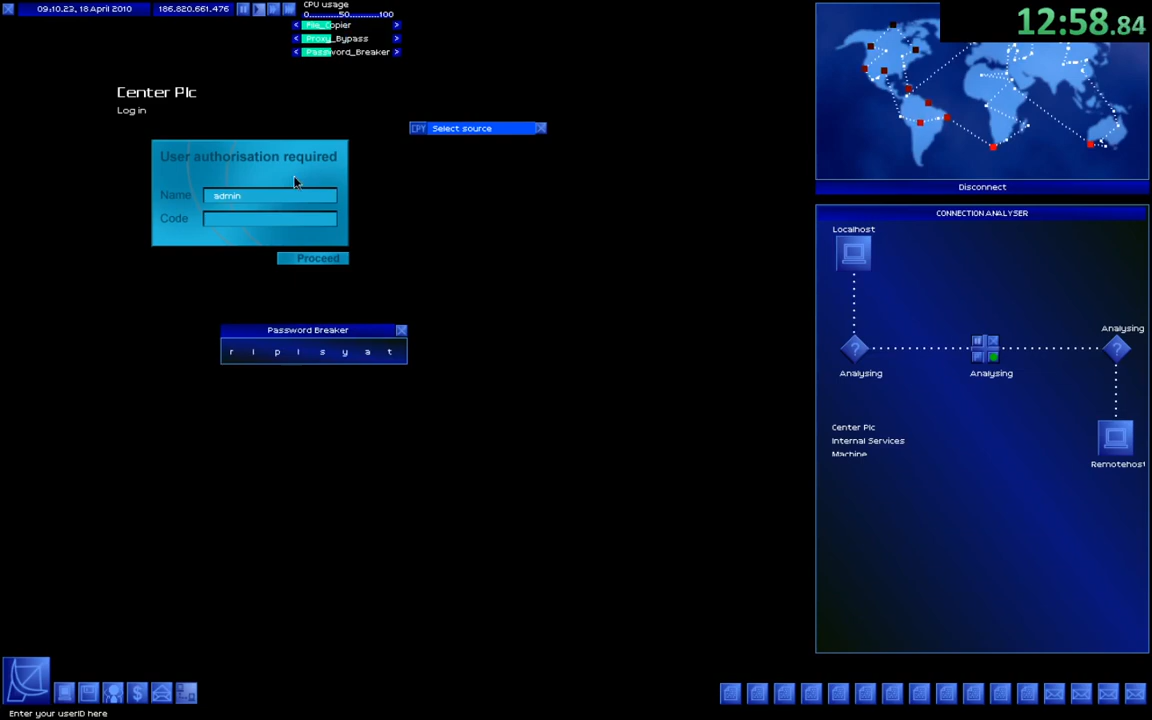 09:10.23, 18 April 2010
186.820.661.476
CPU usage
0......50......100
File_Copier
Proxy_Bypass
Password_Breaker
12:58.84
Center Plc
Log in
CPY Select source
User authorisation required
Name admin
Code
Proceed
Password Breaker
r l p l s y a t
Disconnect
CONNECTION ANALYSER
Localhost
Analysing
Analysing
Analysing
Center Plc
Internal Services
Machine
Remotehost
$
Enter your userID here